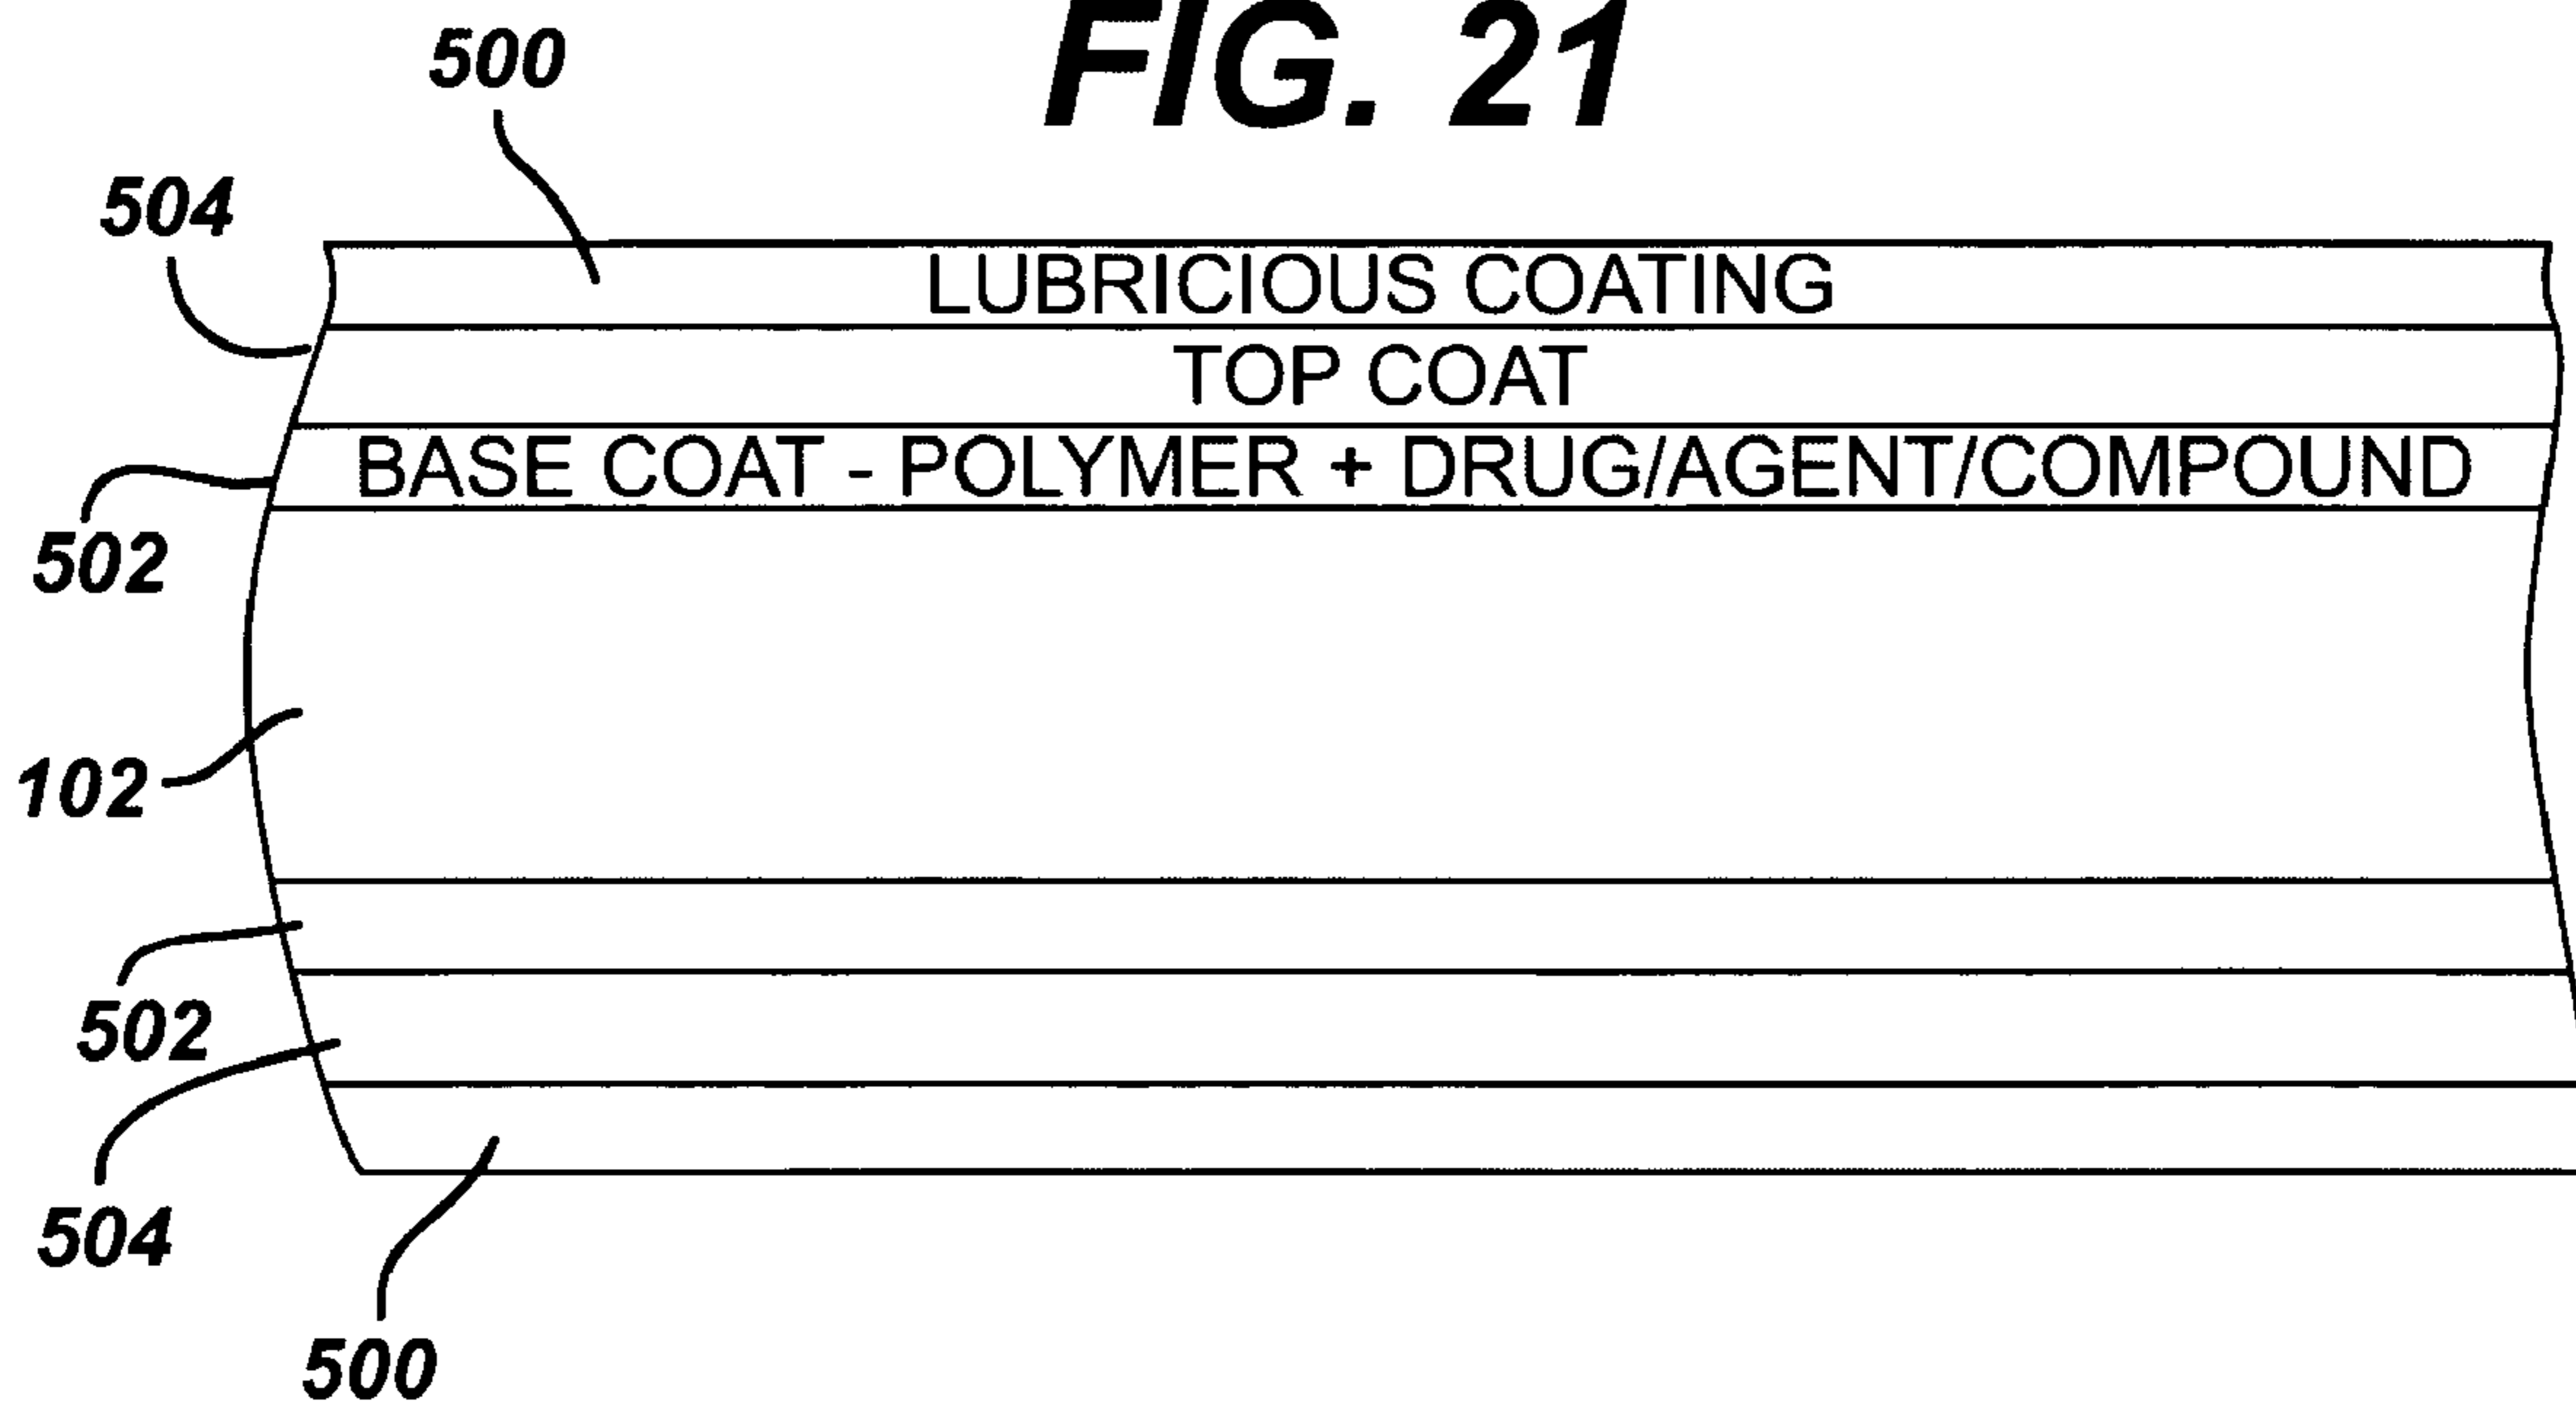 FIG. 21
500
504
LUBRICIOUS COATING
TOP COAT
BASE COAT - POLYMER + DRUG/AGENT/COMPOUND
502
102
502
504
500